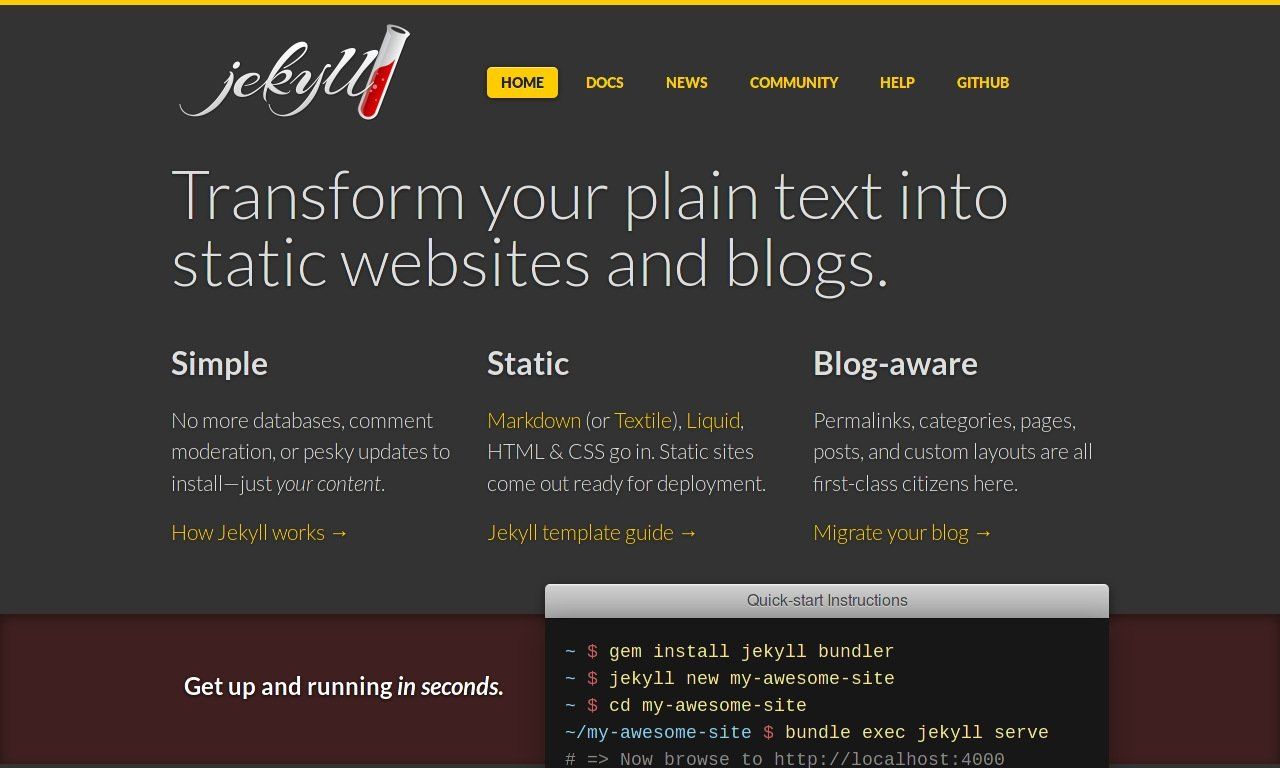 jekyll
HOME DOCS NEWS COMMUNITY HELP GITHUB
Transform your plain text into
static websites and blogs.
Simple
No more databases, comment
moderation, or pesky updates to
install—just your content.
How Jekyll works →
Static
Markdown (or Textile), Liquid,
HTML & CSS go in. Static sites
come out ready for deployment.
Jekyll template guide →
Blog-aware
Permalinks, categories, pages,
posts, and custom layouts are all
first-class citizens here.
Migrate your blog →
Get up and running in seconds.
Quick-start Instructions
~ $ gem install jekyll bundler
~ $ jekyll new my-awesome-site
~ $ cd my-awesome-site
~/my-awesome-site $ bundle exec jekyll serve
# => Now browse to http://localhost:4000